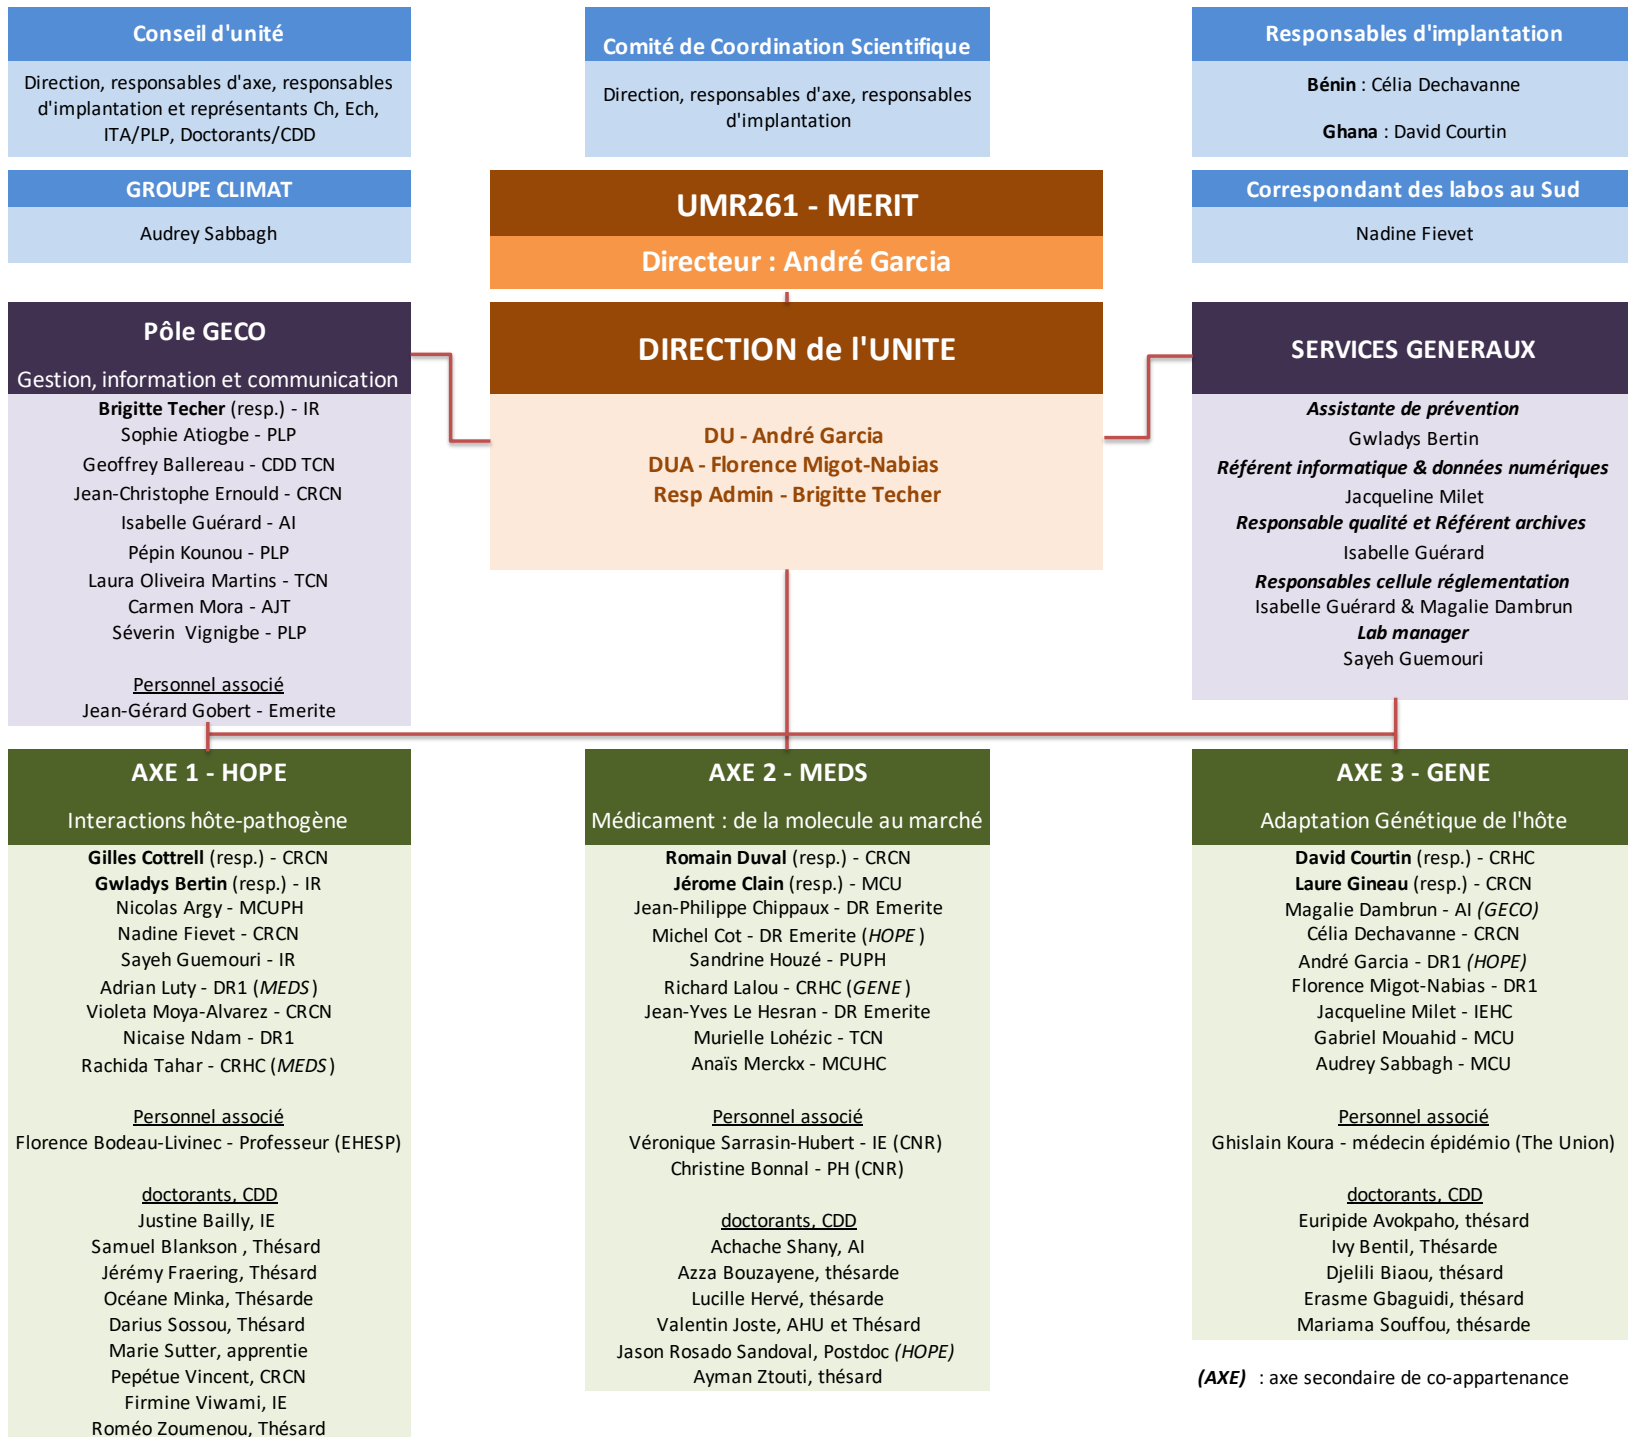 Conseil d'unité
Direction, responsables d'axe, responsables
d'implantation et représentants Ch, Ech,
ITA/PLP, Doctorants/CDD
Comité de Coordination Scientifique
Direction, responsables d'axe, responsables
d'implantation
Responsables d'implantation
Bénin : Célia Dechavanne
Ghana : David Courtin
GROUPE CLIMAT
Audrey Sabbagh
UMR261 - MERIT
Directeur : André Garcia
Correspondant des labos au Sud
Nadine Fievet
Pôle GECO
Gestion, information et communication
Brigitte Techer (resp.) - IR
Sophie Atiogbe - PLP
Geoffrey Ballereau - CDD TCN
Jean-Christophe Ernould - CRCN
Isabelle Guérard - AI
Pépin Kounou - PLP
Laura Oliveira Martins - TCN
Carmen Mora - AJT
Séverin  Vignigbe - PLP
Personnel associé
Jean-Gérard Gobert - Emerite
DIRECTION de l'UNITE
DU - André Garcia
DUA - Florence Migot-Nabias
Resp Admin - Brigitte Techer
SERVICES GENERAUX
Assistante de prévention
Gwladys Bertin
Référent informatique & données numériques
Jacqueline Milet
Responsable qualité et Référent archives
Isabelle Guérard
Responsables cellule réglementation
Isabelle Guérard & Magalie Dambrun
Lab manager
Sayeh Guemouri
AXE 1 - HOPE
Interactions hôte-pathogène
Gilles Cottrell (resp.) - CRCN
Gwladys Bertin (resp.) - IR
Nicolas Argy - MCUPH
Nadine Fievet - CRCN
Sayeh Guemouri - IR
Adrian Luty - DR1 (MEDS)
Violeta Moya-Alvarez - CRCN
Nicaise Ndam - DR1
Rachida Tahar - CRHC (MEDS)
Personnel associé
Florence Bodeau-Livinec - Professeur (EHESP)
doctorants, CDD
Justine Bailly, IE
Samuel Blankson , Thésard
Jérémy Fraering, Thésard
Océane Minka, Thésarde
Darius Sossou, Thésard
Marie Sutter, apprentie
Pepétue Vincent, CRCN
Firmine Viwami, IE
Roméo Zoumenou, Thésard
AXE 2 - MEDS
Médicament : de la molecule au marché
Romain Duval (resp.) - CRCN
Jérome Clain (resp.) - MCU
Jean-Philippe Chippaux - DR Emerite
Michel Cot - DR Emerite (HOPE )
Sandrine Houzé - PUPH
Richard Lalou - CRHC (GENE )
Jean-Yves Le Hesran - DR Emerite
Murielle Lohézic - TCN
Anaïs Merckx - MCUHC
Personnel associé
Véronique Sarrasin-Hubert - IE (CNR)
Christine Bonnal - PH (CNR)
doctorants, CDD
Achache Shany, AI
Azza Bouzayene, thésarde
Lucille Hervé, thésarde
Valentin Joste, AHU et Thésard
Jason Rosado Sandoval, Postdoc (HOPE)
Ayman Ztouti, thésard
AXE 3 - GENE
Adaptation Génétique de l'hôte
David Courtin (resp.) - CRHC
Laure Gineau (resp.) - CRCN
Magalie Dambrun - AI (GECO)
Célia Dechavanne - CRCN
André Garcia - DR1 (HOPE)
Florence Migot-Nabias - DR1
Jacqueline Milet - IEHC
Gabriel Mouahid - MCU
Audrey Sabbagh - MCU
Personnel associé
Ghislain Koura - médecin épidémio (The Union)
doctorants, CDD
Euripide Avokpaho, thésard
Ivy Bentil, Thésarde
Djelili Biaou, thésard
Erasme Gbaguidi, thésard
Mariama Souffou, thésarde
(AXE) : axe secondaire de co-appartenance